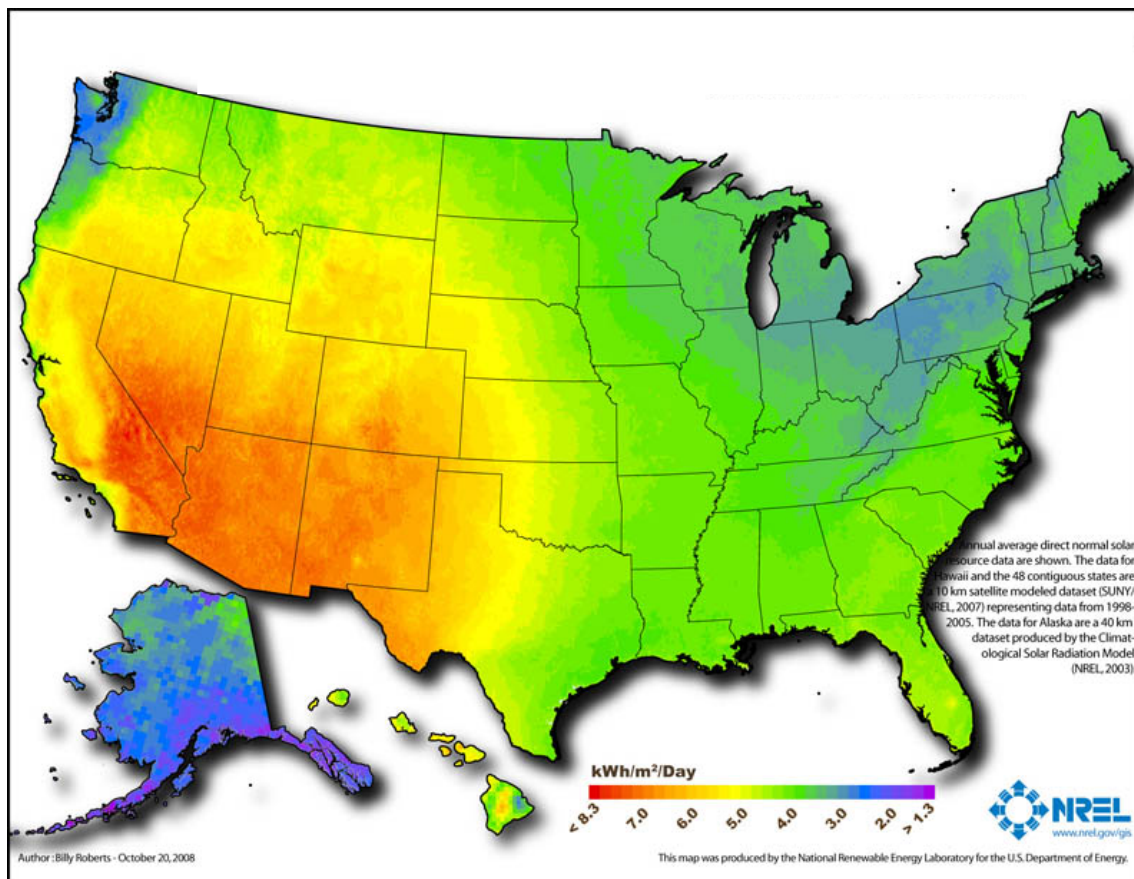 Annual average direct normal solar
resource data are shown. The data for
Hawaii and the 48 contiguous states are
a 10 km satellite modeled dataset (SUNY/
NREL, 2007) representing data from 1998-
2005. The data for Alaska are a 40 km
dataset produced by the Climat-
ological Solar Radiation Model
(NREL, 2003).
kWh/m²/Day
< 8.3 7.0 6.0 5.0 4.0 3.0 2.0 > 1.3
NREL
www.nrel.gov/gis
Author : Billy Roberts - October 20, 2008
This map was produced by the National Renewable Energy Laboratory for the U.S. Department of Energy.